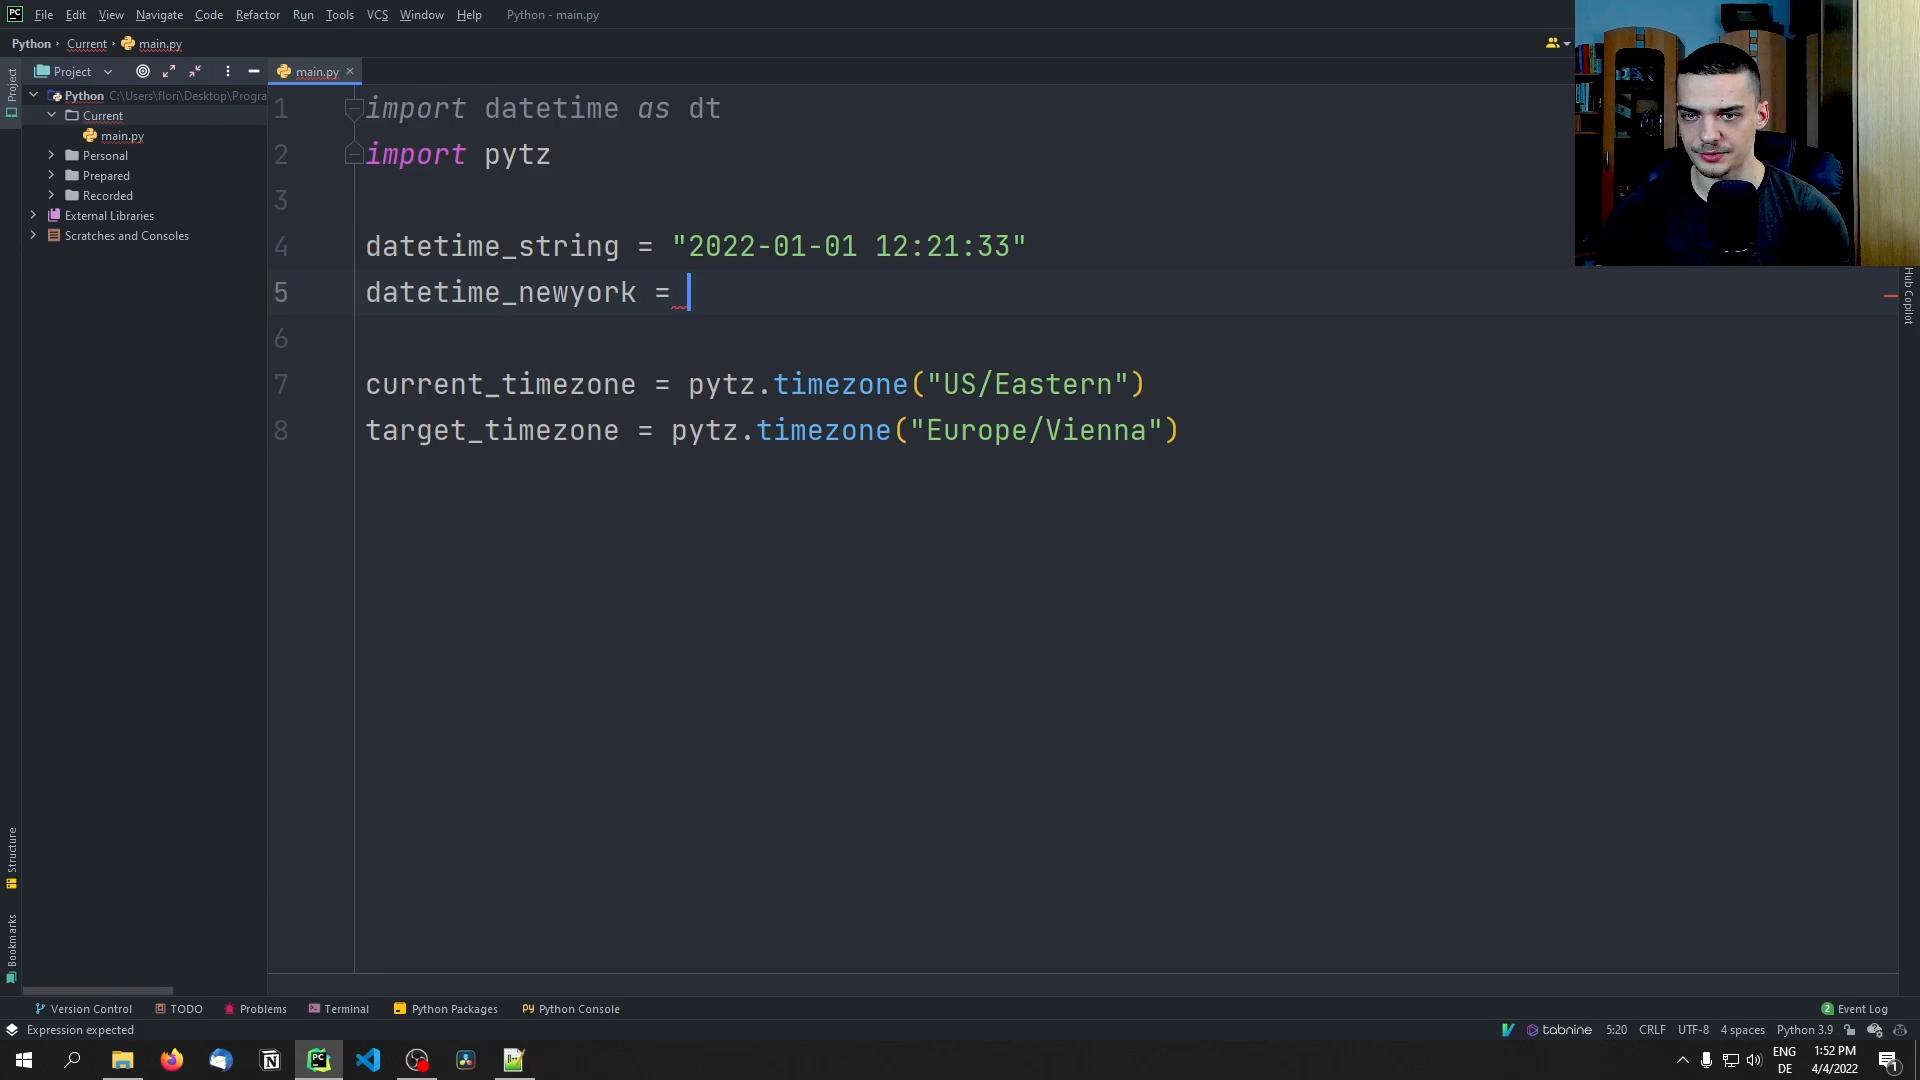 PC File Edit View Navigate Code Refactor Run Tools VCS Window Help Python - main.py
Python Current main.py
Project
main.py
Python C:\Users\flori\Desktop\Progra
Current
main.py
Personal
Prepared
Recorded
External Libraries
Scratches and Consoles
Project
Structure
Bookmarks
1 import datetime as dt
2 import pytz
3
4 datetime_string = "2022-01-01 12:21:33"
5 datetime_newyork =
6
7 current_timezone = pytz.timezone("US/Eastern")
8 target_timezone = pytz.timezone("Europe/Vienna")
Hub Copilot
Version Control TODO Problems Terminal Python Packages Python Console 2 Event Log
Expression expected tabnine 5:20 CRLF UTF-8 4 spaces Python 3.9
ENG 1:52 PM
DE 4/4/2022 1